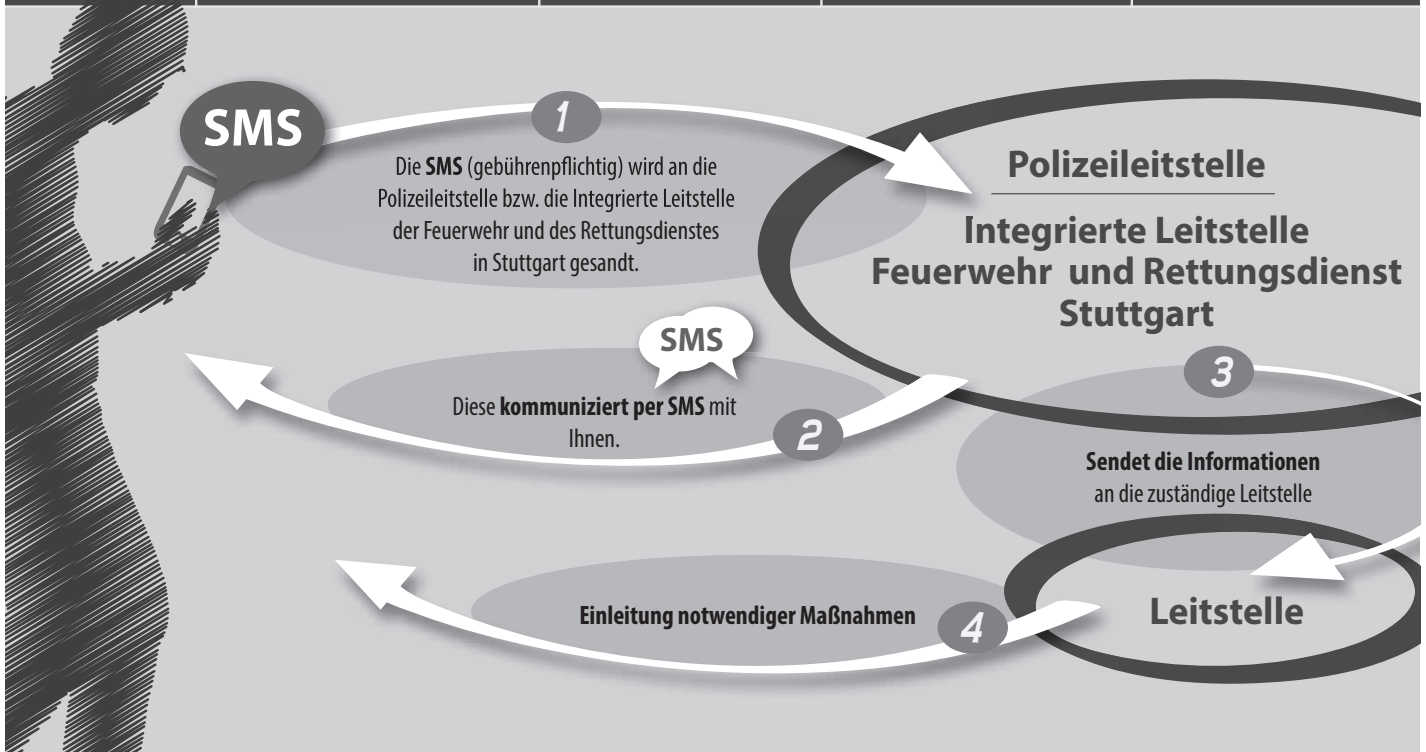 SMS
1
Die SMS (gebührenpflichtig) wird an die
Polizeileitstelle bzw. die Integrierte Leitstelle
der Feuerwehr und des Rettungsdienstes
in Stuttgart gesandt.
Polizeileitstelle
Integrierte Leitstelle
Feuerwehr und Rettungsdienst
Stuttgart
SMS
Diese kommuniziert per SMS mit
Ihnen.
2
3
Sendet die Informationen
an die zuständige Leitstelle
Einleitung notwendiger Maßnahmen
4
Leitstelle